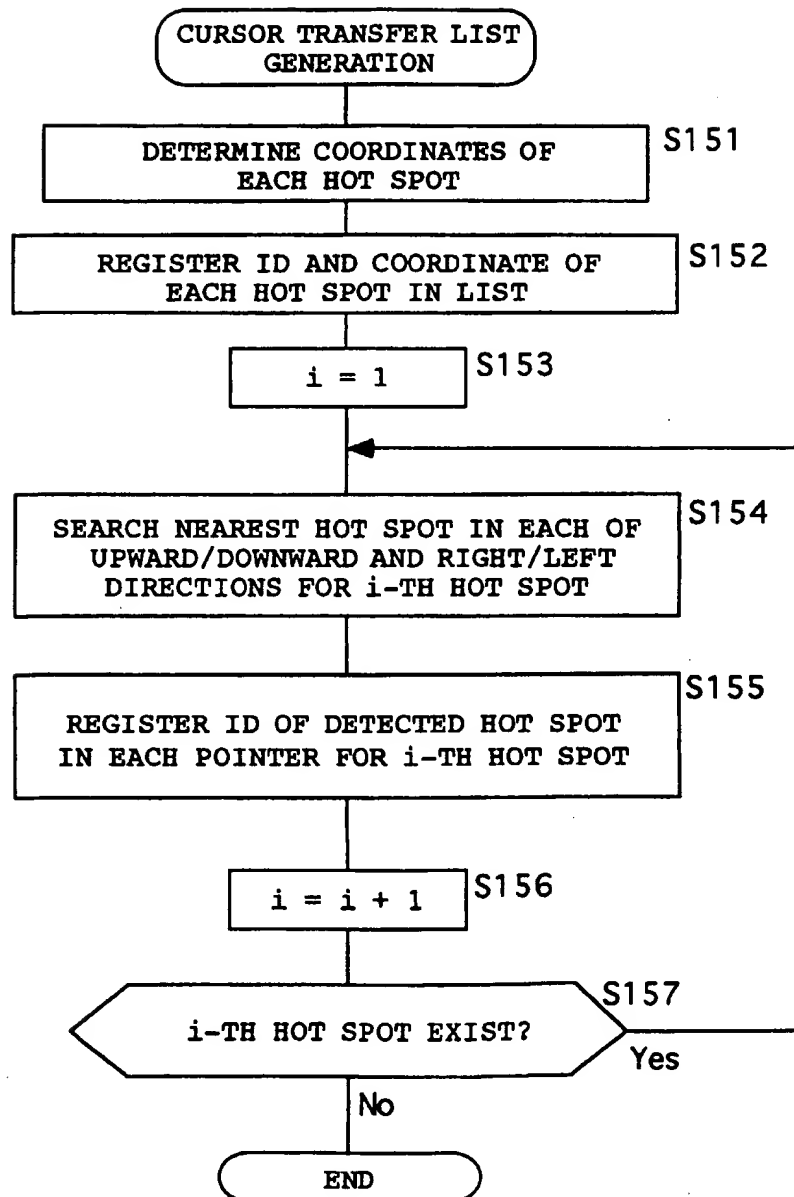 CURSOR TRANSFER LIST
GENERATION
S151
DETERMINE COORDINATES OF
EACH HOT SPOT
S152
REGISTER ID AND COORDINATE OF
EACH HOT SPOT IN LIST
S153
i = 1
S154
SEARCH NEAREST HOT SPOT IN EACH OF
UPWARD/DOWNWARD AND RIGHT/LEFT
DIRECTIONS FOR i-TH HOT SPOT
S155
REGISTER ID OF DETECTED HOT SPOT
IN EACH POINTER FOR i-TH HOT SPOT
S156
i = i + 1
S157
i-TH HOT SPOT EXIST?
Yes
No
END